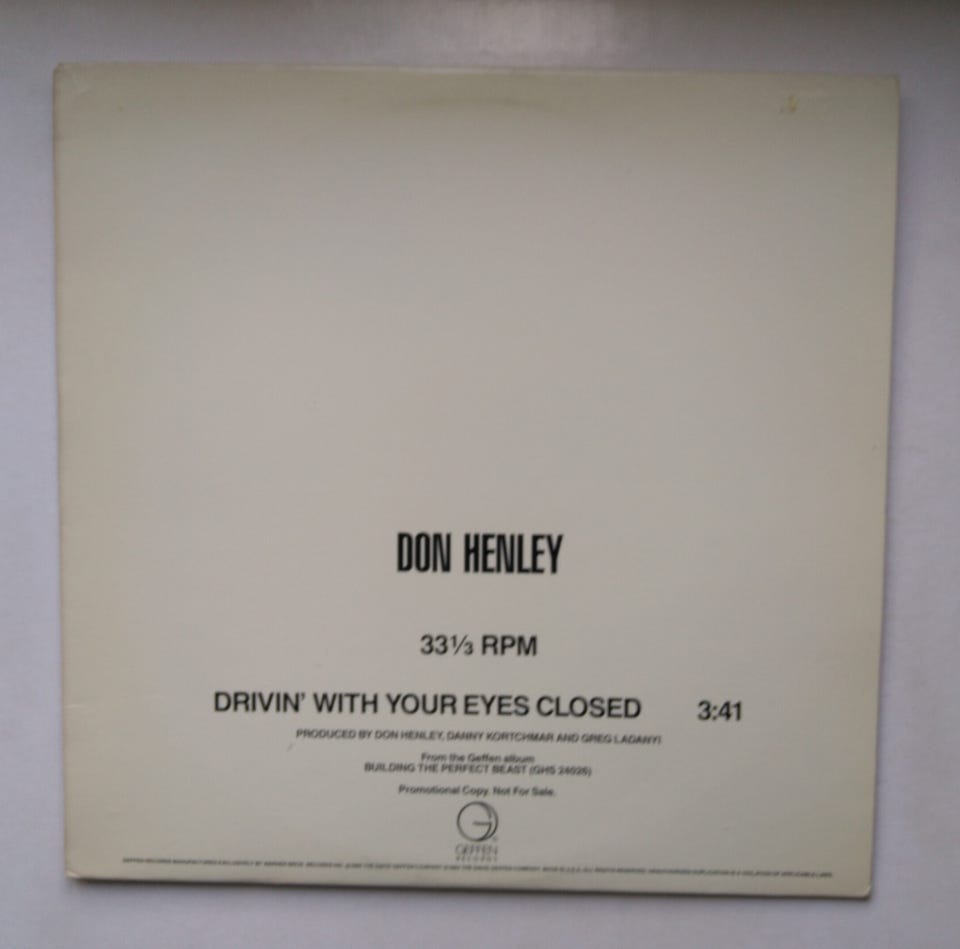 DON HENLEY
33⅓ RPM
DRIVIN' WITH YOUR EYES CLOSED 3:41
PRODUCED BY DON HENLEY, DANNY KORTCHMAR AND GREG LADANYI
From the Geffen album
BUILDING THE PERFECT BEAST (GHS 24026)
Promotional Copy. Not For Sale.
GEFFEN
RECORDS